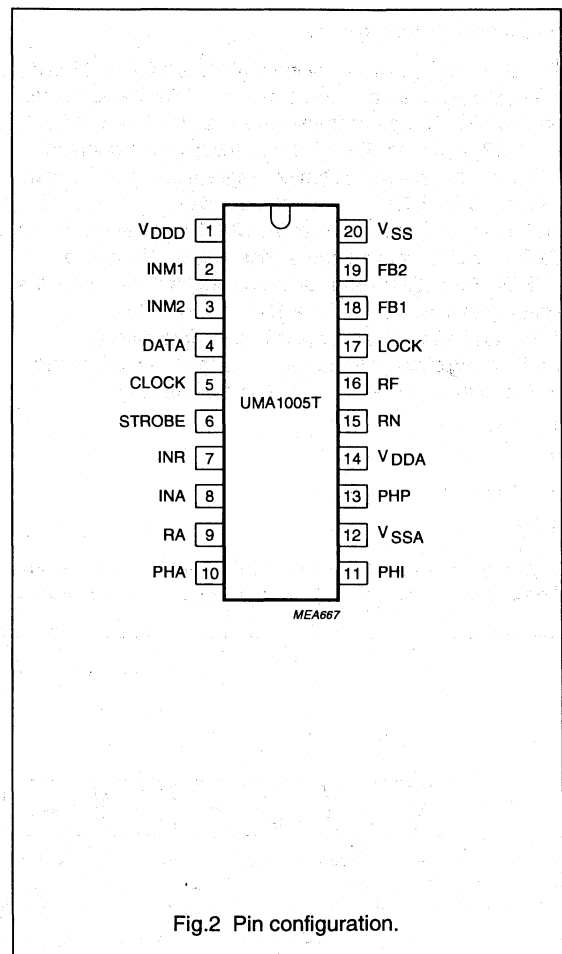 VDDD 1 20 VSS
INM1 2 19 FB2
INM2 3 18 FB1
DATA 4 17 LOCK
CLOCK 5 16 RF
UMA1005T
STROBE 6 15 RN
INR 7 14 VDDA
INA 8 13 PHP
RA 9 12 VSSA
PHA 10 11 PHI
MEA667
Fig.2 Pin configuration.